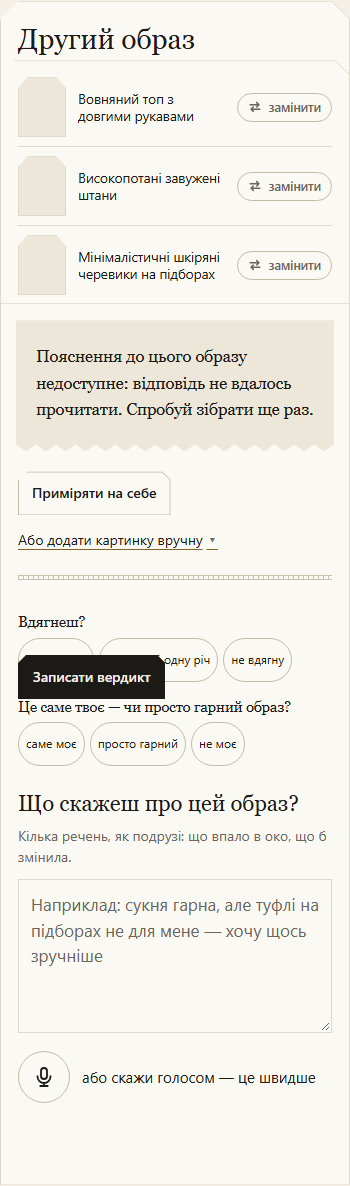 Другий образ
Вовняний топ з
довгими рукавами
замінити
Високопотані завужені
штани
замінити
Мінімалістичні шкіряні
черевики на підборах
замінити
Пояснення до цього образу
недоступне: відповідь не вдалось
прочитати. Спробуй зібрати ще раз.
Приміряти на себе
Або додати картинку вручну
Вдягнеш?
одну річ
не вдягну
Записати вердикт
Це саме твоє — чи просто гарний образ?
саме моє
просто гарний
не моє
Що скажеш про цей образ?
Кілька речень, як подрузі: що впало в око, що б
змінила.
Наприклад: сукня гарна, але туфлі на
підборах не для мене — хочу щось
зручніше
або скажи голосом — це швидше